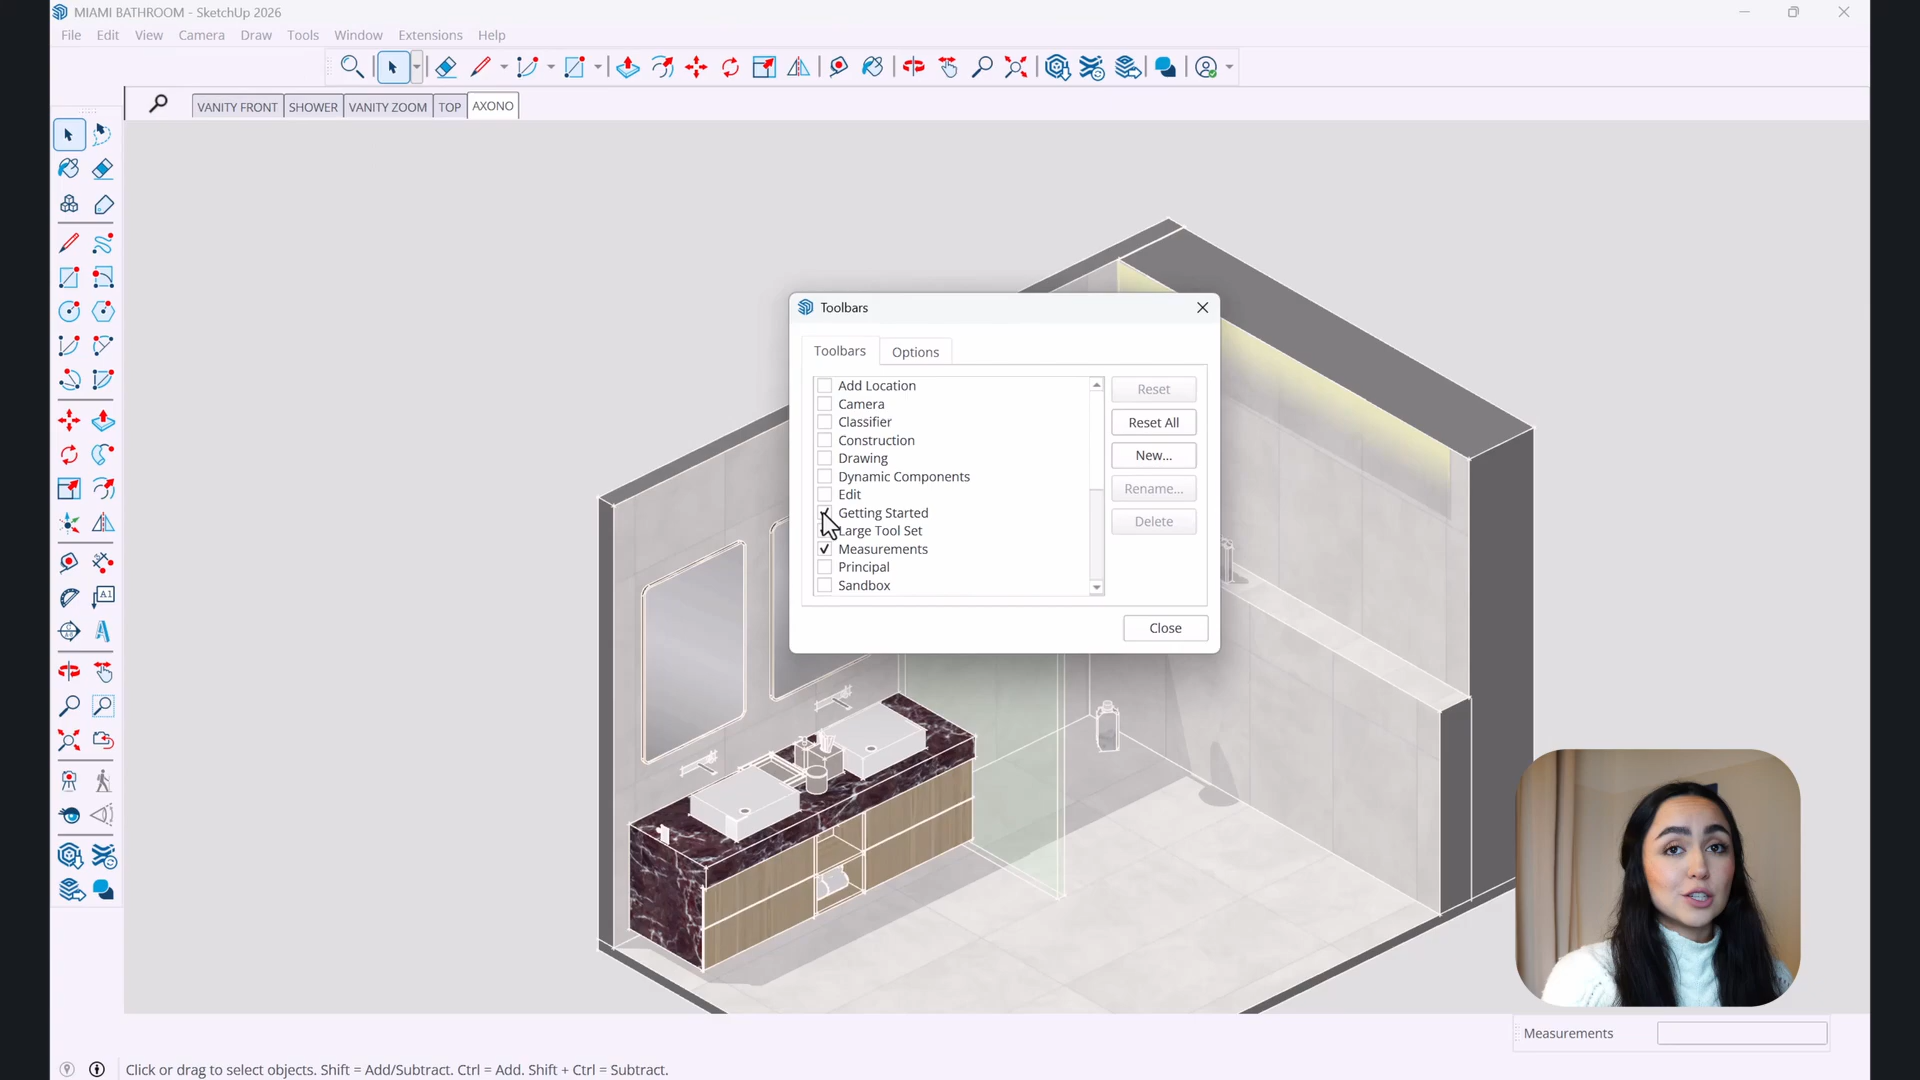 MIAMI BATHROOM - SketchUp 2026
File Edit View Camera Draw Tools Window Extensions Help
VANITY FRONT SHOWER VANITY ZOOM TOP AXONO
Toolbars
Toolbars Options
Add Location
Camera
Classifier
Construction
Drawing
Dynamic Components
Edit
Getting Started
Large Tool Set
Measurements
Principal
Sandbox
Reset
Reset All
New...
Rename...
Delete
Close
A1
Measurements
Click or drag to select objects. Shift = Add/Subtract. Ctrl = Add. Shift + Ctrl = Subtract.